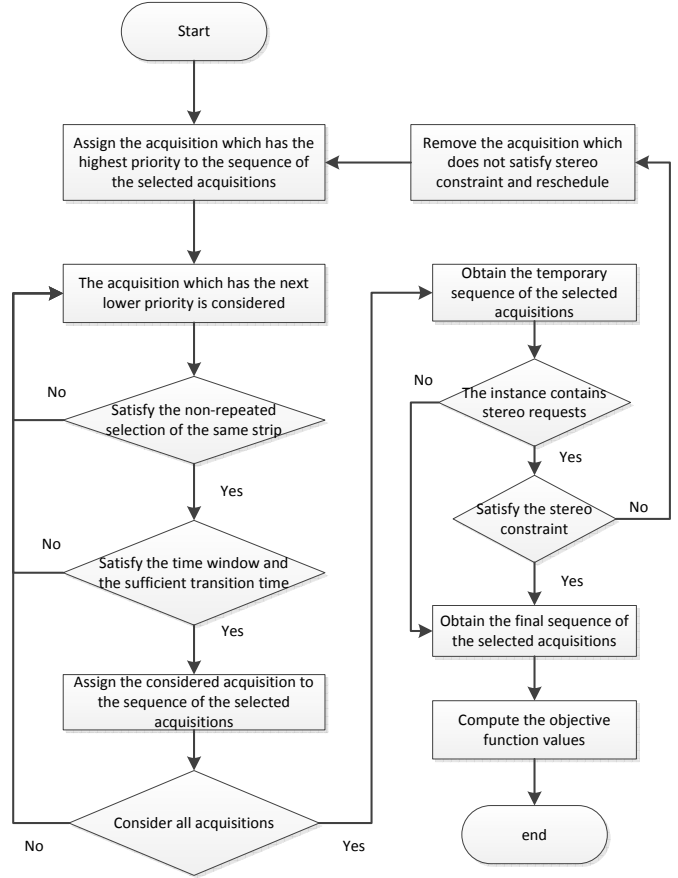 Start
Assign the acquisition which has the
highest priority to the sequence of
the selected acquisitions
Remove the acquisition which
does not satisfy stereo
constraint and reschedule
The acquisition which has the next
lower priority is considered
No
Satisfy the non-repeated
selection of the same strip
Yes
No
Satisfy the time window and
the sufficient transition time
Yes
Assign the considered acquisition to
the sequence of the selected
acquisitions
Consider all acquisitions
No
Yes
Obtain the temporary
sequence of the selected
acquisitions
No
The instance contains
stereo requests
Yes
Satisfy the stereo
constraint
No
Yes
Obtain the final sequence of
the selected acquisitions
Compute the objective
function values
end